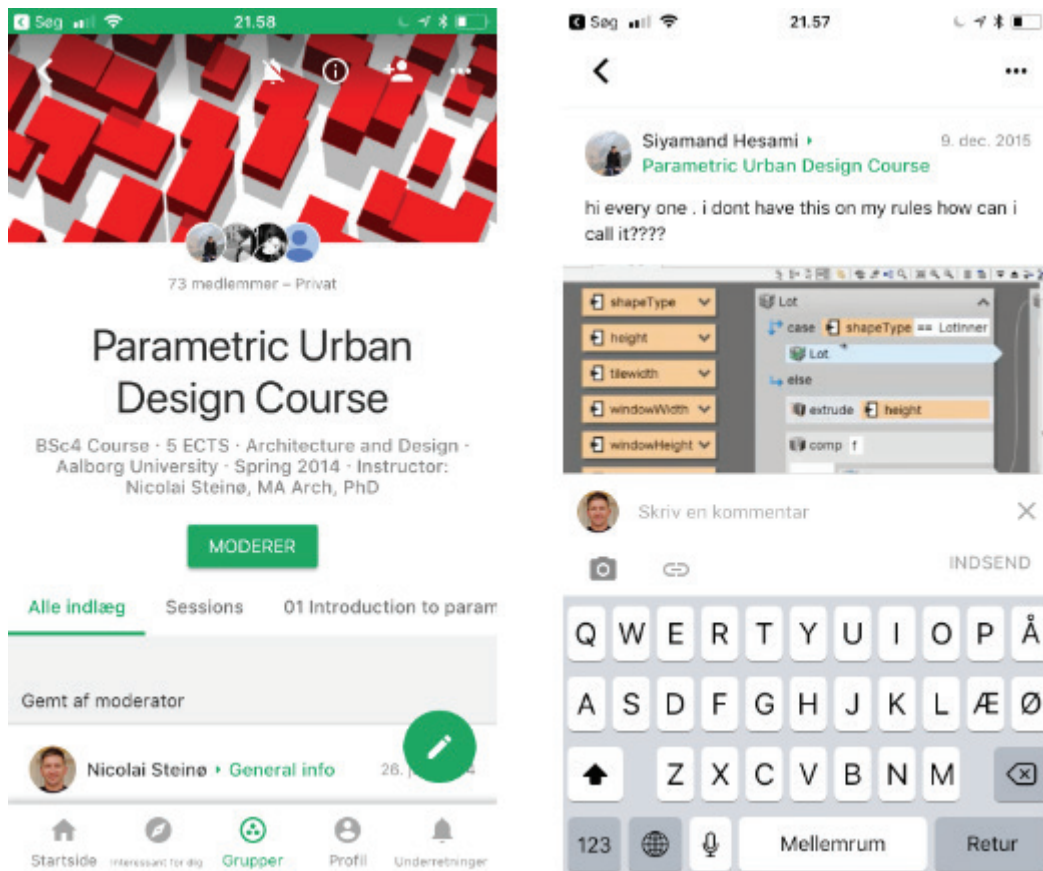 Søg
21.58
73 medlemmer – Privat
Parametric Urban
Design Course
BSc4 Course · 5 ECTS · Architecture and Design ·
Aalborg University · Spring 2014 · Instructor:
Nicolai Steinø, MA Arch, PhD
MODERER
Alle indlæg
Sessions
01 Introduction to param
Gemt af moderator
Nicolai Steinø ▸ General info
26.
Startside
Interessant for dig
Grupper
Profil
Underretninger
Søg
21.57
Siyamand Hesami ▸
9. dec. 2015
Parametric Urban Design Course
hi every one . i dont have this on my rules how can i
call it????
shapeType
height
tilewidth
windowWidth
windowHeight
Lot
case shapeType == Lotinner
Lot
else
extrude height
comp f
Skriv en kommentar
INDSEND
Q W E R T Y U I O P Å
A S D F G H J K L Æ Ø
Z X C V B N M
123
Mellemrum
Retur